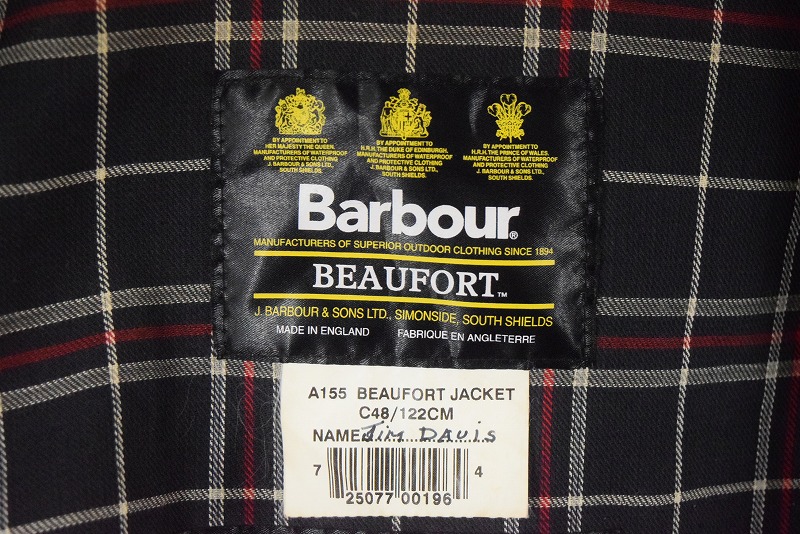 BY APPOINTMENT TO
HER MAJESTY THE QUEEN.
MANUFACTURERS OF WATERPROOF
AND PROTECTIVE CLOTHING
J. BARBOUR & SONS LTD.,
SOUTH SHIELDS.
BY APPOINTMENT TO
H.R.H. THE DUKE OF EDINBURGH.
MANUFACTURERS OF WATERPROOF
AND PROTECTIVE CLOTHING
J. BARBOUR & SONS LTD.,
SOUTH SHIELDS.
BY APPOINTMENT TO
H.R.H. THE PRINCE OF WALES.
MANUFACTURERS OF WATERPROOF
AND PROTECTIVE CLOTHING
J. BARBOUR & SONS LTD.,
SOUTH SHIELDS.
Barbour®
MANUFACTURERS OF SUPERIOR OUTDOOR CLOTHING SINCE 1894
BEAUFORT™
J. BARBOUR & SONS LTD., SIMONSIDE, SOUTH SHIELDS
MADE IN ENGLAND FABRIQUE EN ANGLETERRE
A155 BEAUFORT JACKET
C48/122CM
NAME Jim DAVIS
7 25077 00196 4